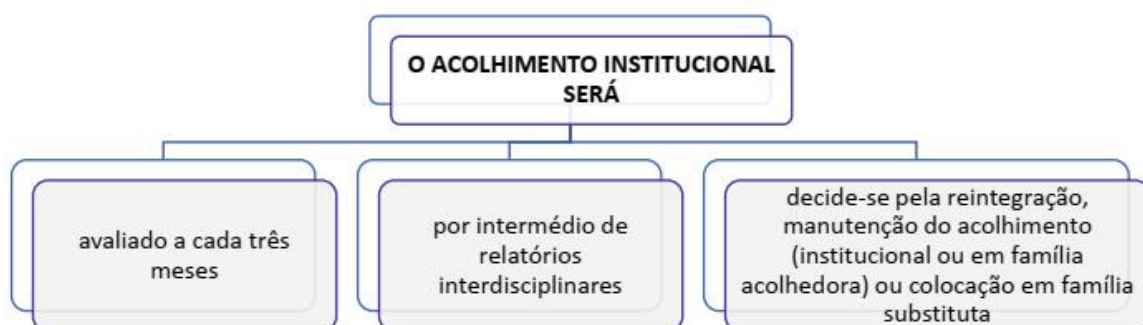 O ACOLHIMENTO INSTITUCIONAL
SERÁ
avaliado a cada três
meses
por intermédio de
relatórios
interdisciplinares
decide-se pela reintegração,
manutenção do acolhimento
(institucional ou em família
acolhedora) ou colocação em família
substituta